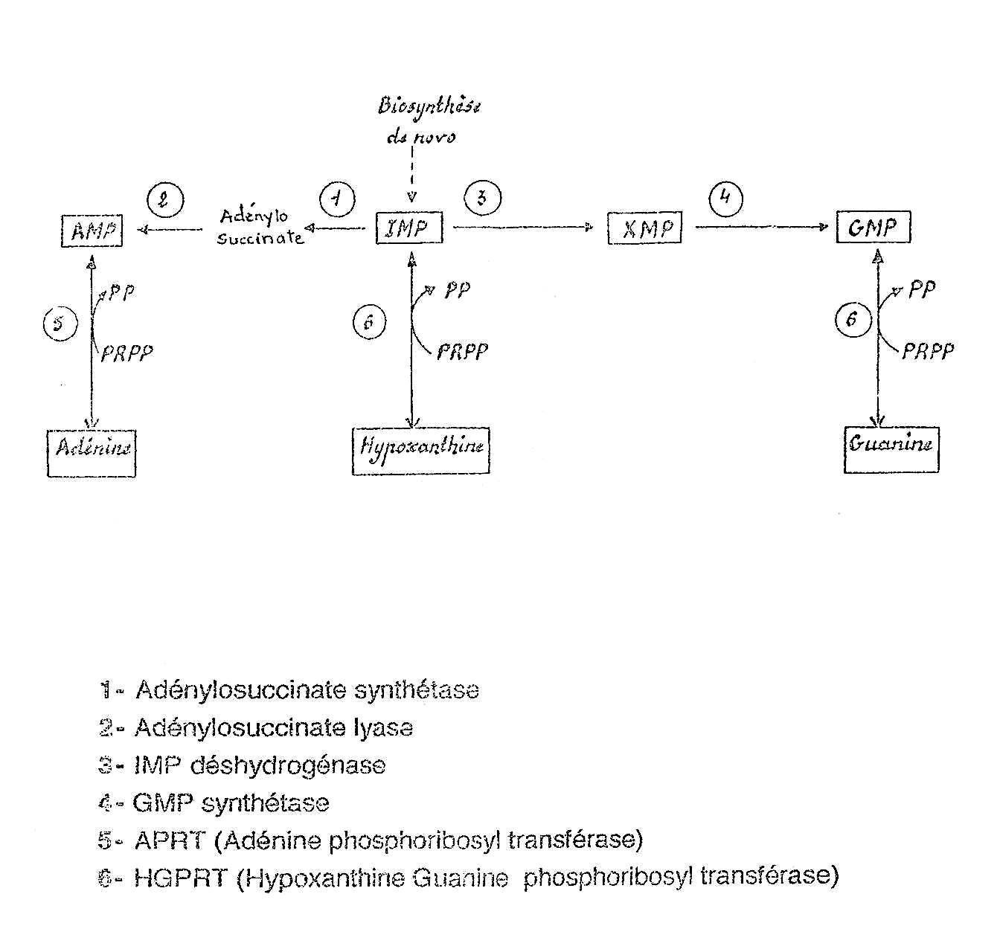 Biosynthèse
de novo
2
1
3
4
AMP
Adénylo
Succinate
IMP
XMP
GMP
PP
PP
PP
5
6
6
PRPP
PRPP
PRPP
Adénine
Hypoxanthine
Guanine
1- Adénylosuccinate synthétase
2- Adénylosuccinate lyase
3- IMP déshydrogénase
4- GMP synthétase
5- APRT (Adénine phosphoribosyl transférase)
6- HGPRT (Hypoxanthine Guanine phosphoribosyl transférase)